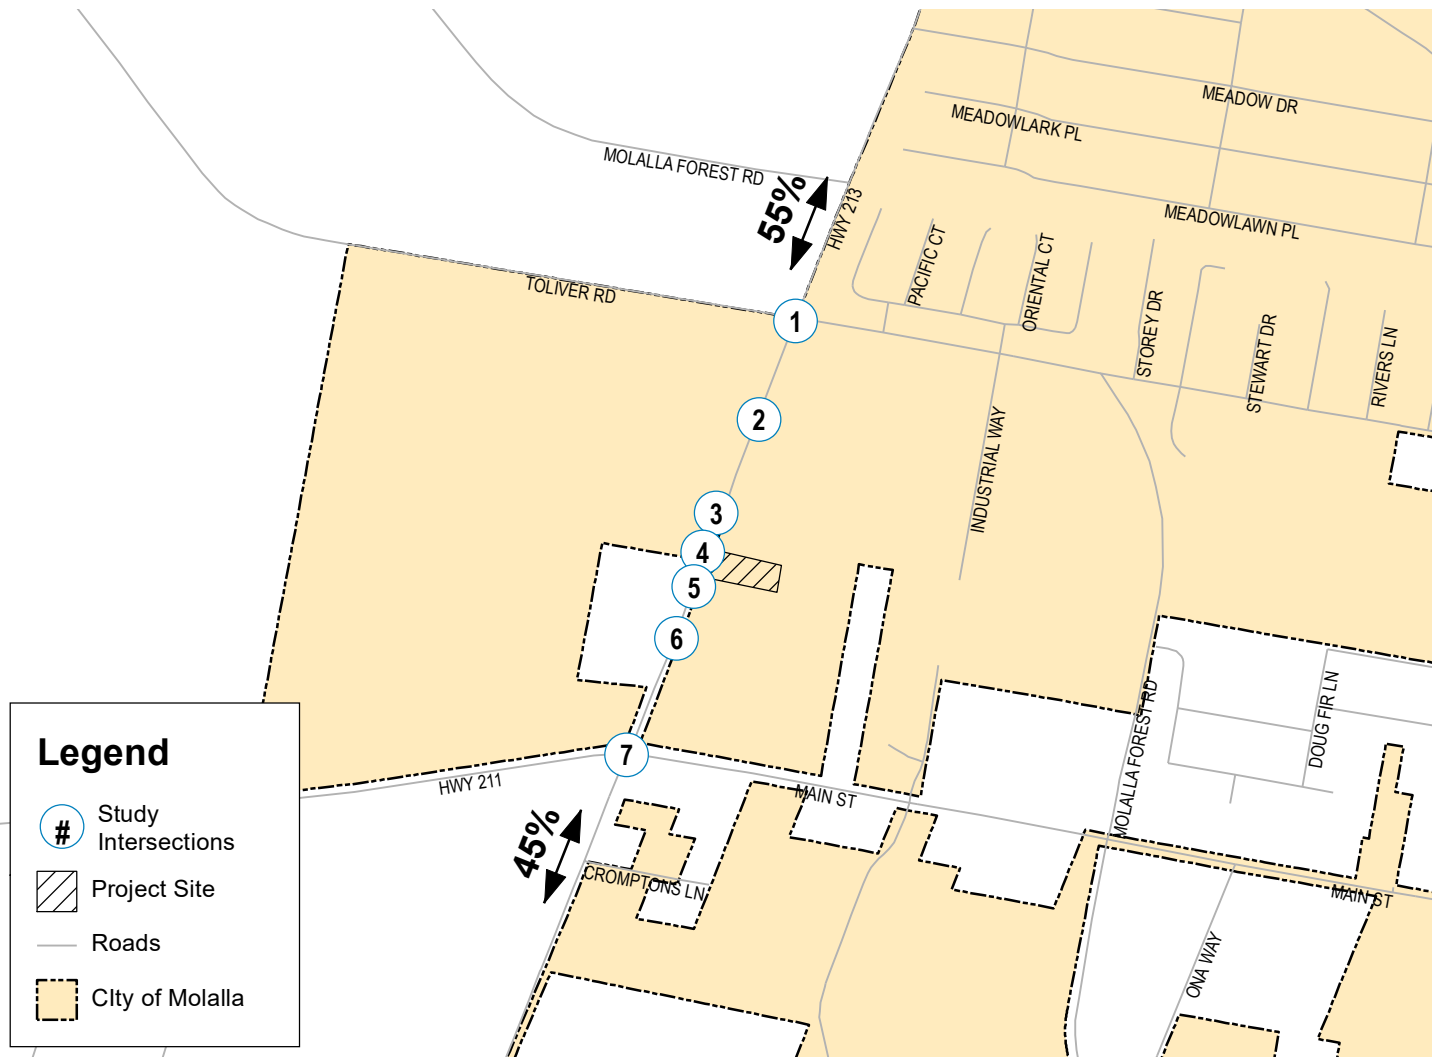 MEADOW DR
MEADOWLARK PL
MOLALLA FOREST RD
55%
HWY 213
MEADOWLAWN PL
PACIFIC CT
ORIENTAL CT
TOLIVER RD
1
STOREY DR
STEWART DR
RIVERS LN
2
INDUSTRIAL WAY
3
4
5
6
MOLALLA FOREST RD
DOUG FIR LN
7
HWY 211
MAIN ST
45%
CROMPTONS LN
MAIN ST
ONA WAY
Legend
#
Study
Intersections
Project Site
Roads
CIty of Molalla